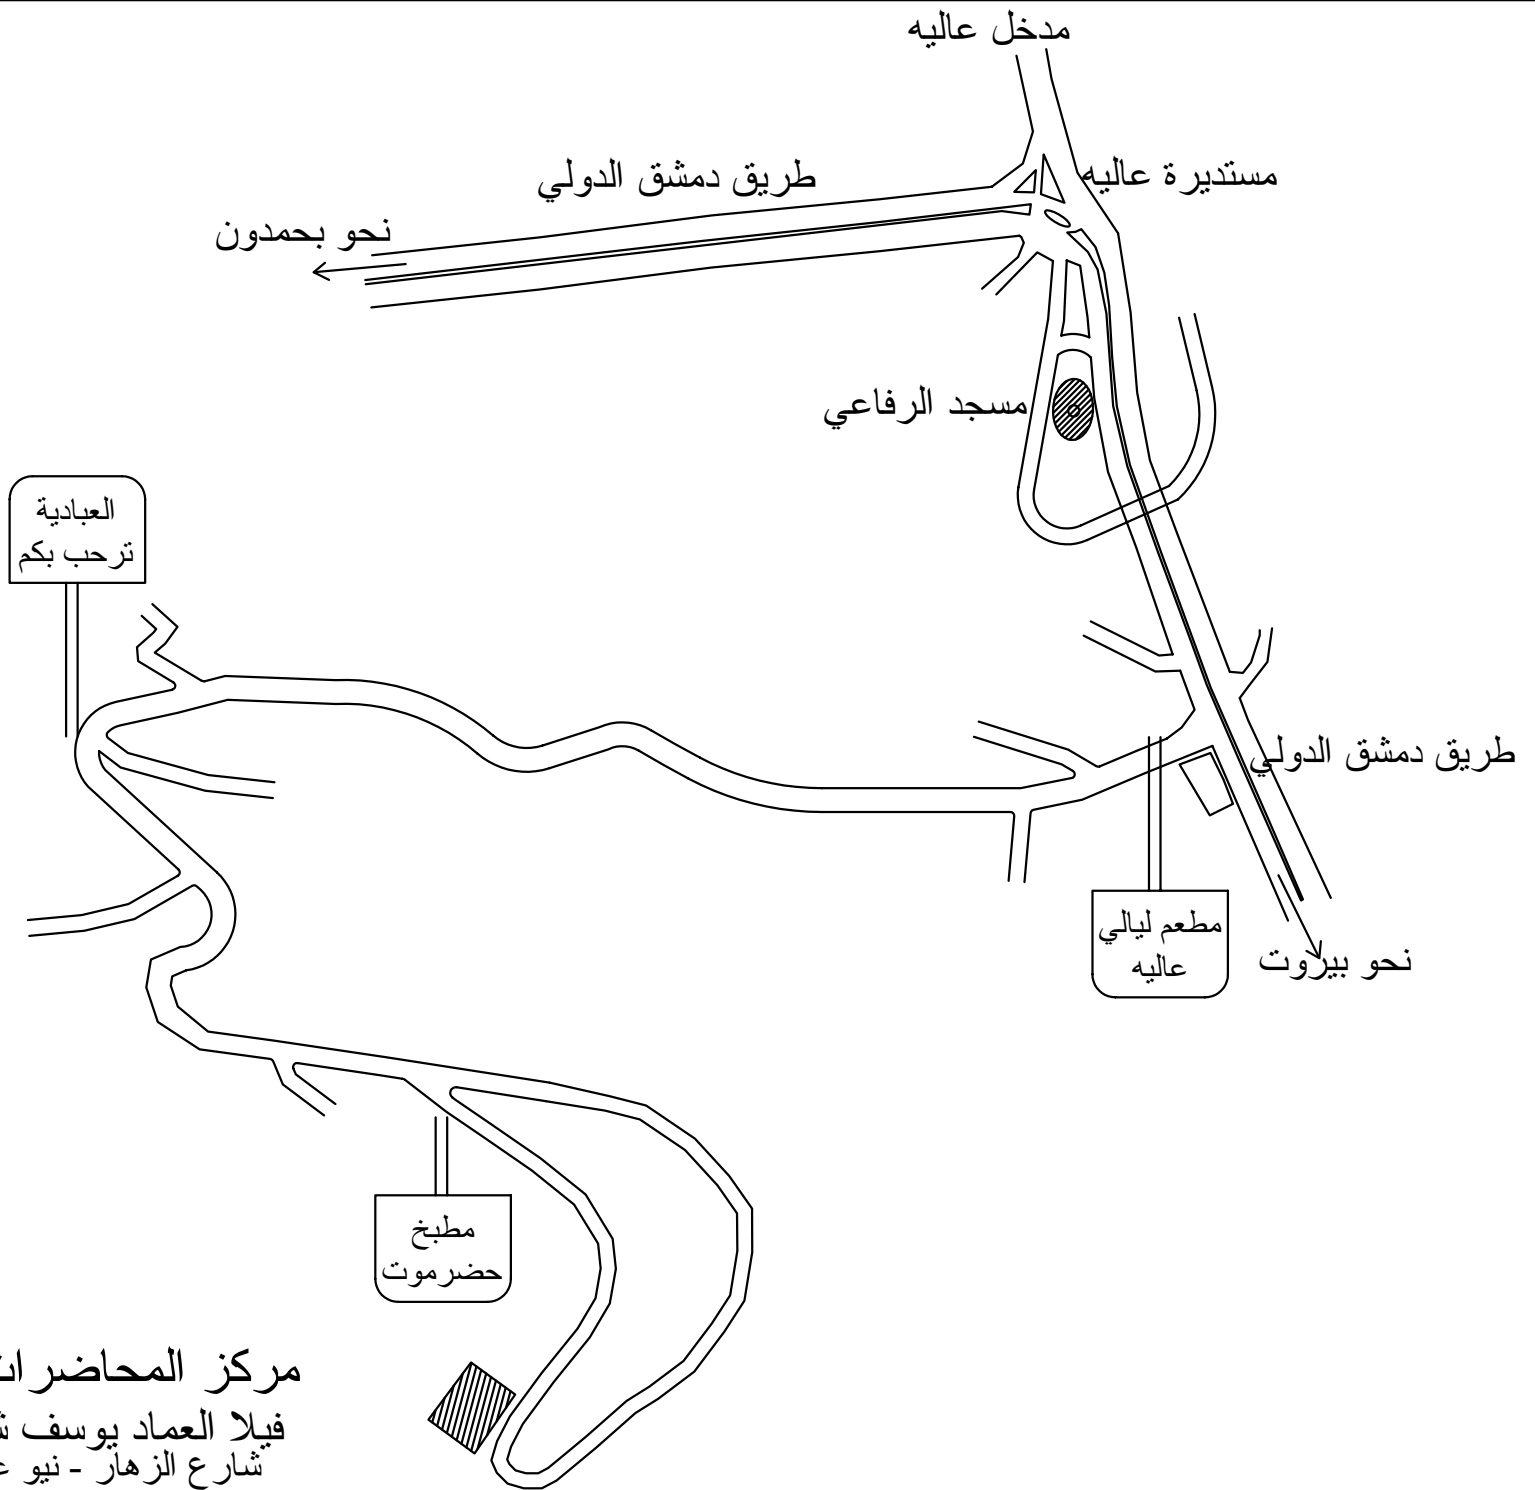 مدخل عاليه
مستديرة عاليه
طريق دمشق الدولي
نحو بحمدون
مسجد الرفاعي
العبادية
ترحب بكم
طريق دمشق الدولي
مطعم ليالي
عاليه
نحو بيروت
مطبخ
حضرموت
مركز المحاضرات
فيلا العماد يوسف
شارع الزهار - نيو